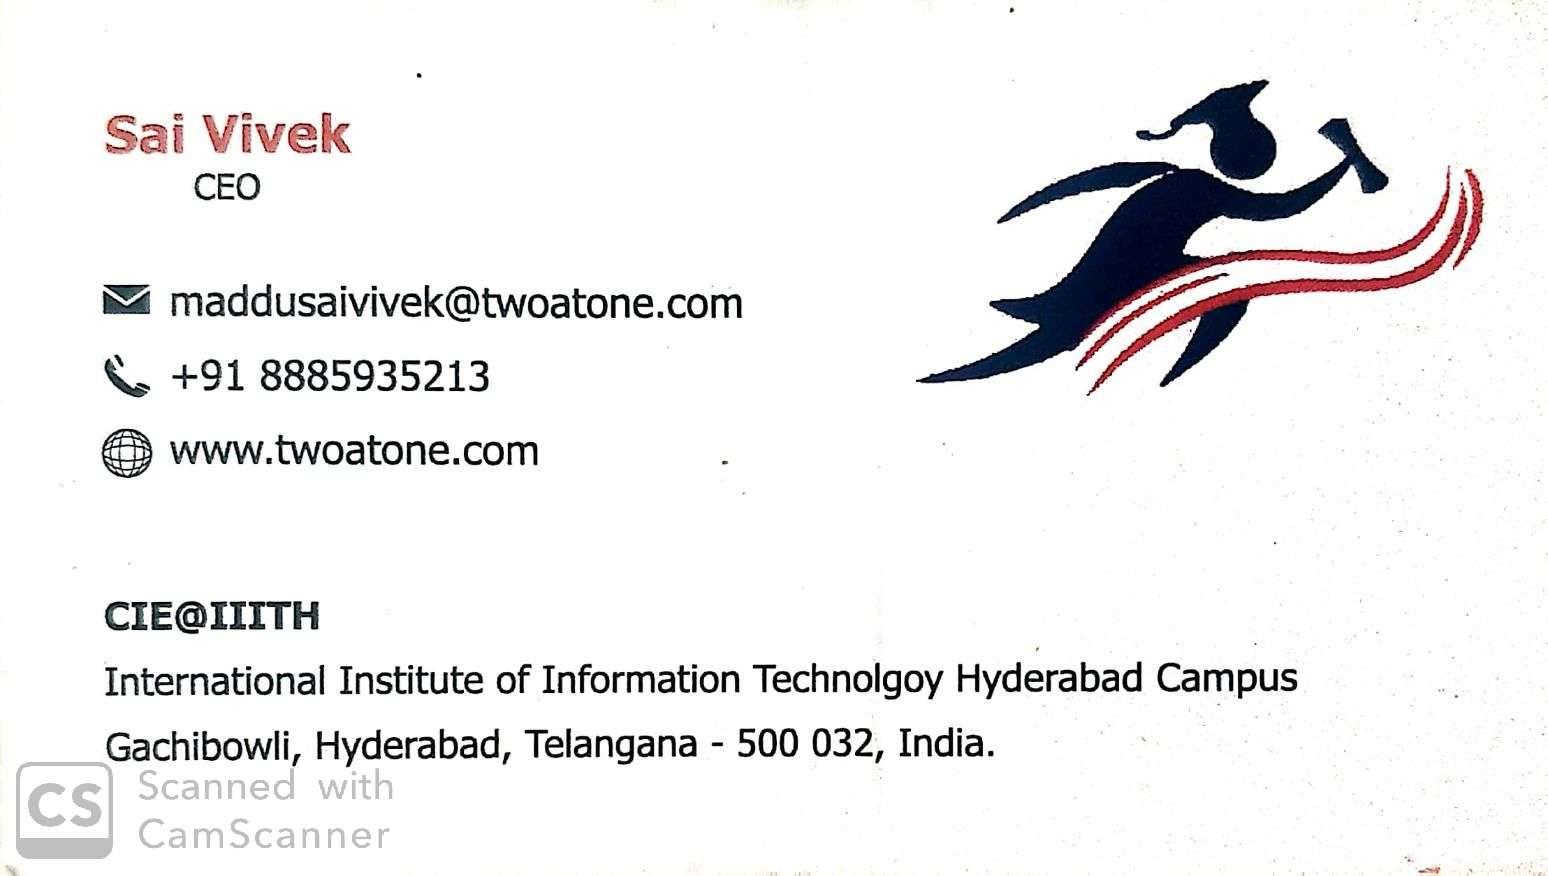 Sai Vivek
CEO
maddusaivivek@twoatone.com
+91 8885935213
www.twoatone.com
CIE@IIITH
International Institute of Information Technolgoy Hyderabad Campus
Gachibowli, Hyderabad, Telangana - 500 032, India.
CS Scanned with
CamScanner